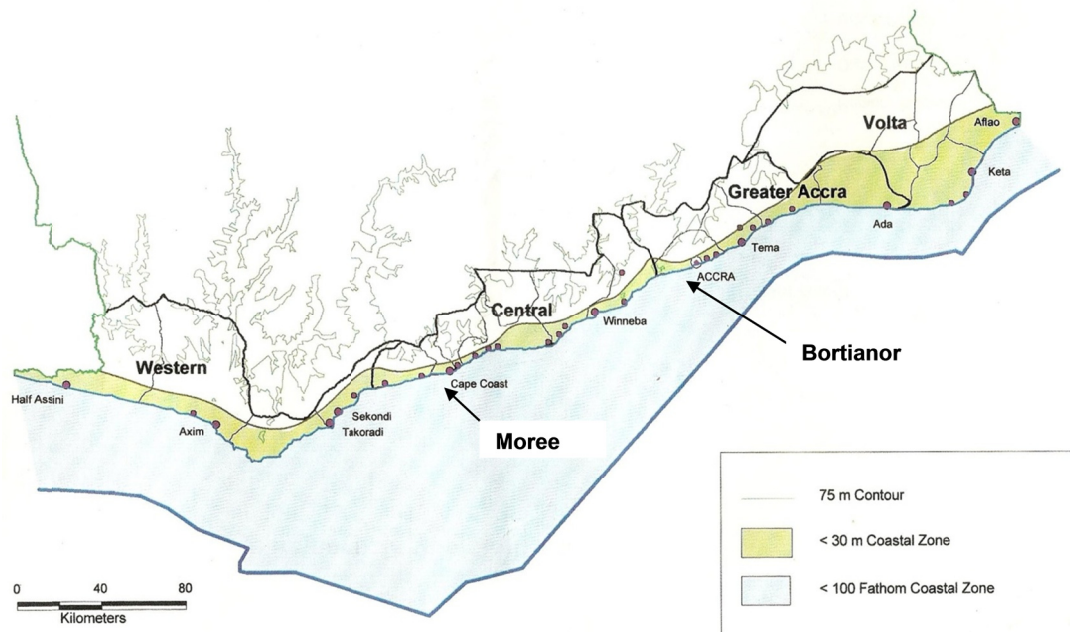 Volta
Aflao
Keta
Greater Accra
Ada
Tema
ACCRA
Central
Winneba
Bortianor
Western
Cape Coast
Half Assini
Sekondi
Axim
Takoradi
Moree
75 m Contour
< 30 m Coastal Zone
< 100 Fathom Coastal Zone
0 40 80
Kilometers